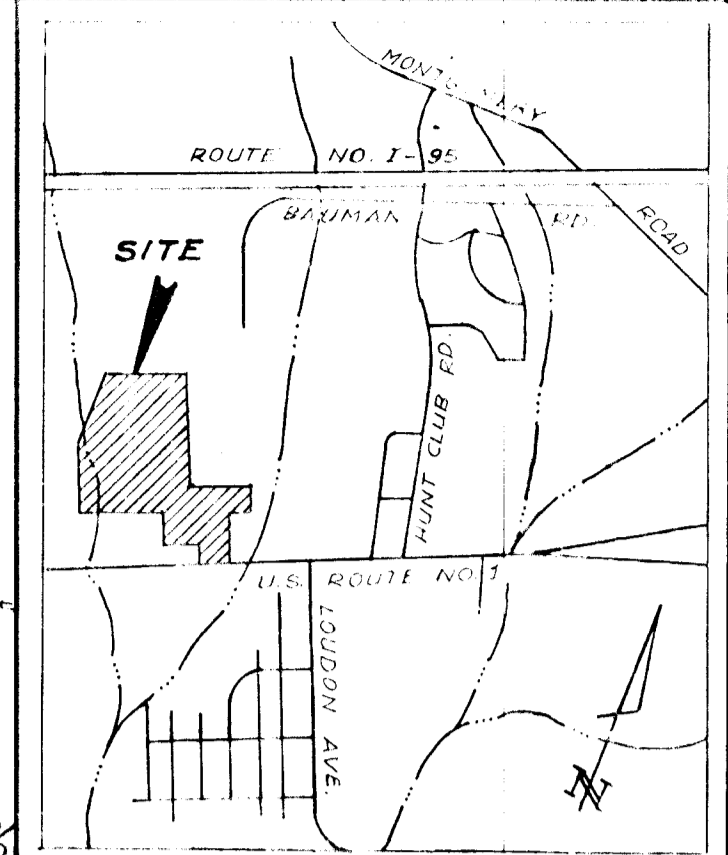 MONTGOMERY
ROAD
ROUTE NO. I-95
BAUMAN RD.
SITE
HUNT CLUB RD.
U.S. ROUTE NO. 1
LOUDON AVE.
N